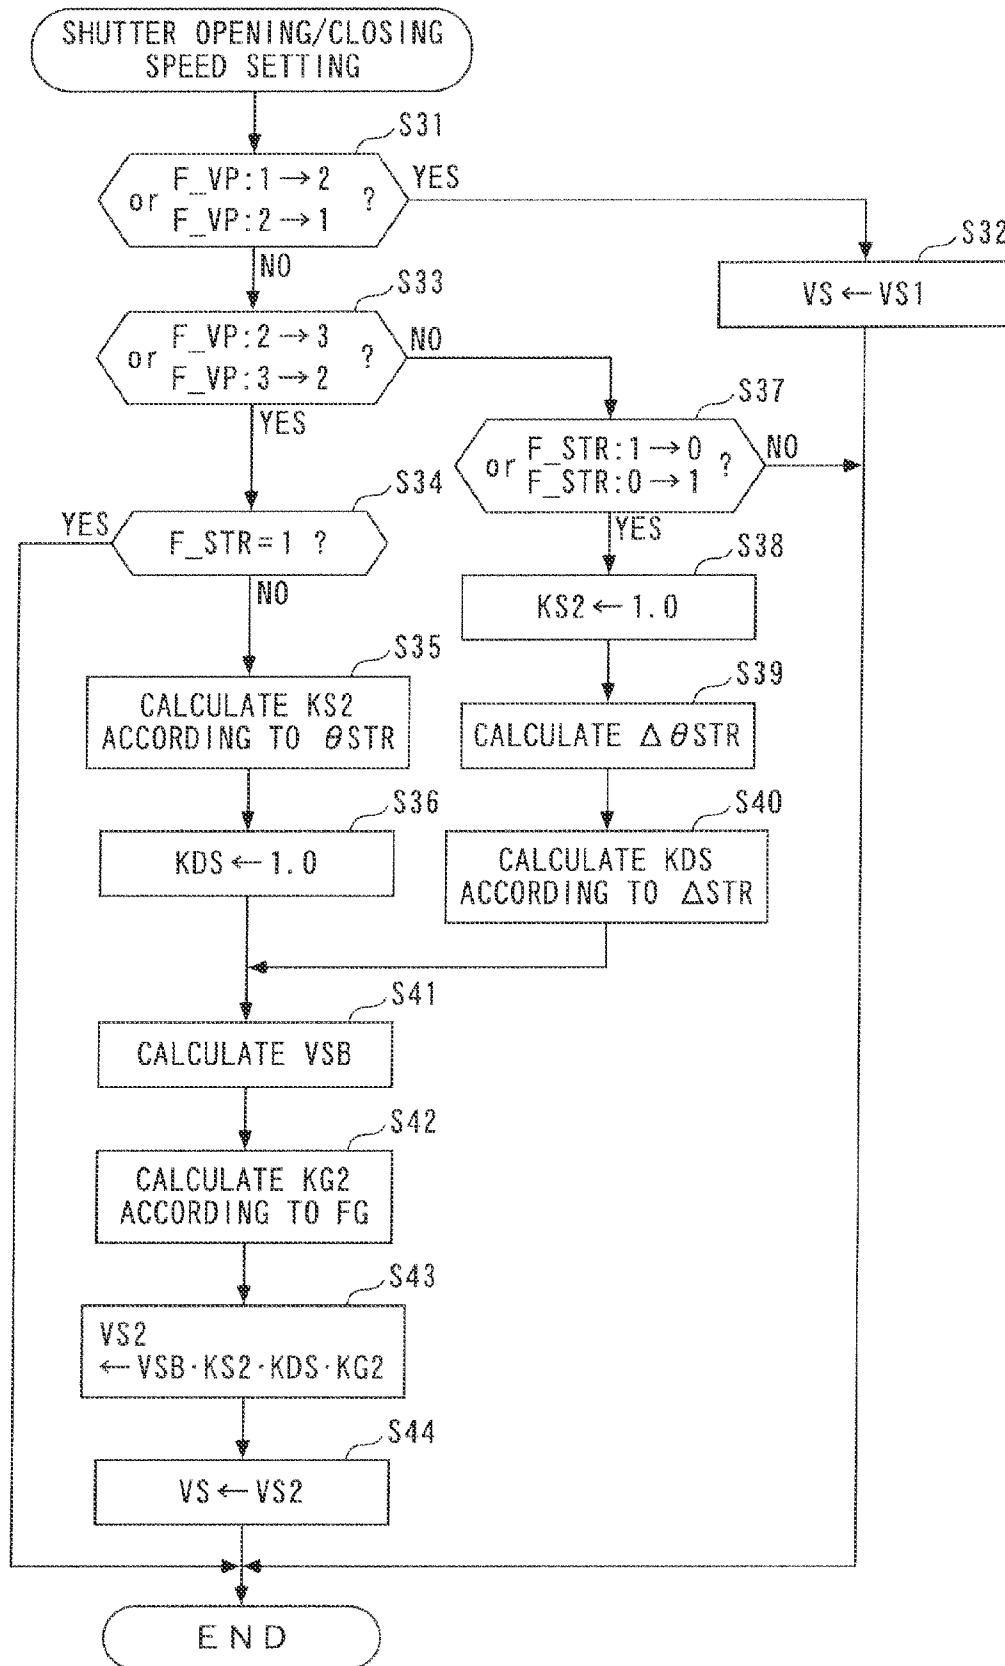 SHUTTER OPENING/CLOSING
SPEED SETTING
S31
F_VP:1→2
or ?
F_VP:2→1
YES
NO
S32
VS←VS1
S33
F_VP:2→3
or ?
F_VP:3→2
NO
YES
S37
F_STR:1→0
or ?
F_STR:0→1
NO
YES
S34
YES
F_STR=1 ?
NO
S38
KS2←1.0
S35
CALCULATE KS2
ACCORDING TO θSTR
S39
CALCULATE ΔθSTR
S36
KDS←1.0
S40
CALCULATE KDS
ACCORDING TO ΔSTR
S41
CALCULATE VSB
S42
CALCULATE KG2
ACCORDING TO FG
S43
VS2
←VSB·KS2·KDS·KG2
S44
VS←VS2
END